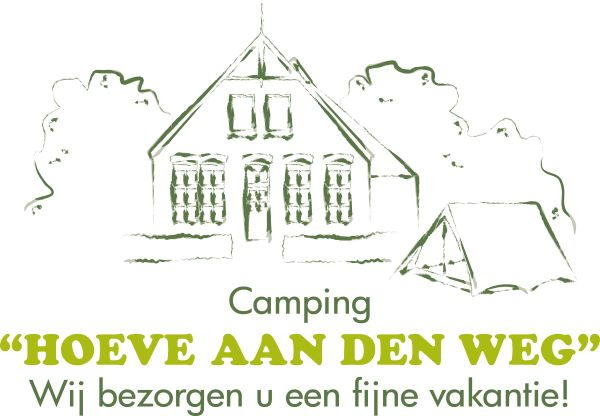 Camping
“HOEVE AAN DEN WEG”
Wij bezorgen u een fijne vakantie!